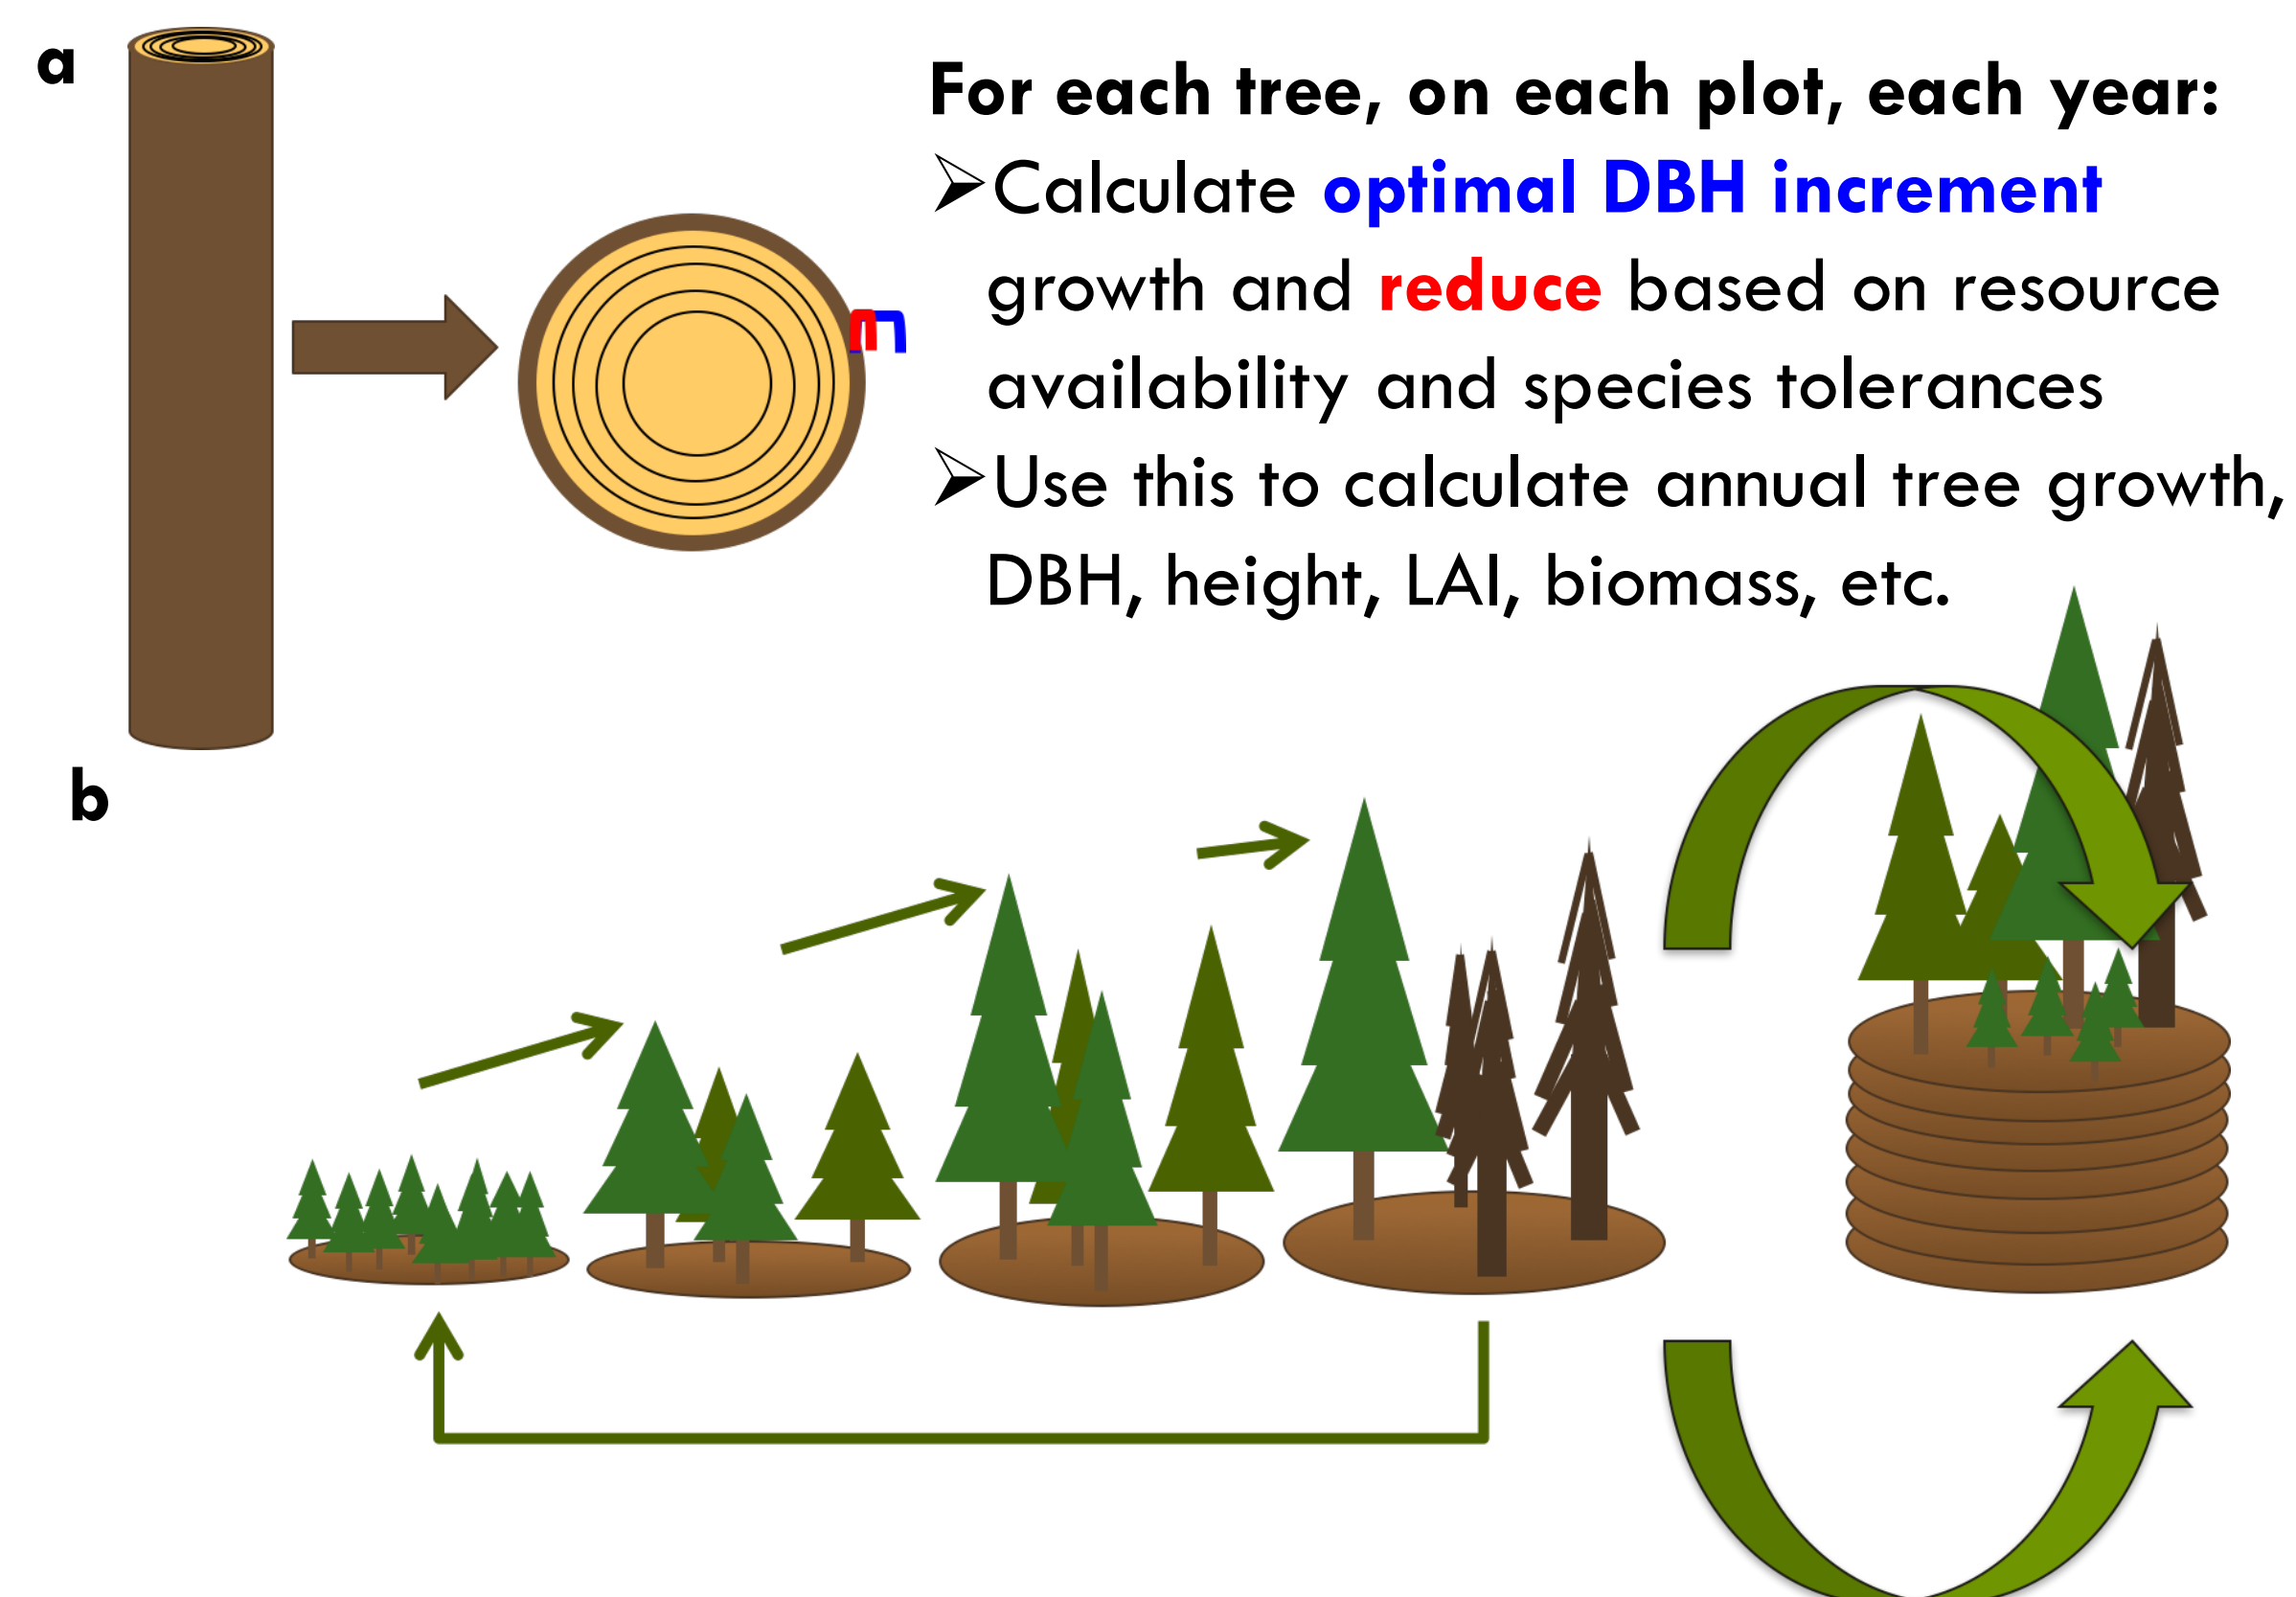 a
For each tree, on each plot, each year:
➢Calculate optimal DBH increment
growth and reduce based on resource
availability and species tolerances
➢Use this to calculate annual tree growth,
DBH, height, LAI, biomass, etc.
b